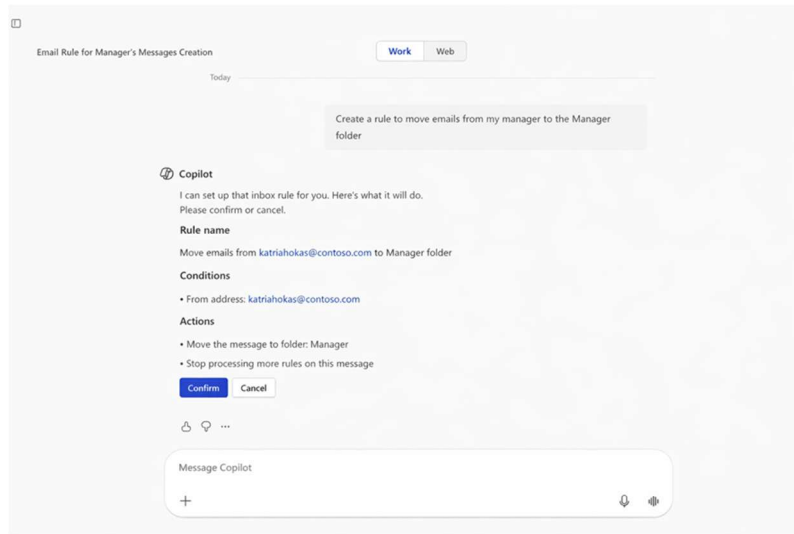 Email Rule for Manager's Messages Creation
Work
Web
Today
Create a rule to move emails from my manager to the Manager
folder
Copilot
I can set up that inbox rule for you. Here's what it will do.
Please confirm or cancel.
Rule name
Move emails from katriahokas@contoso.com to Manager folder
Conditions
• From address: katriahokas@contoso.com
Actions
• Move the message to folder: Manager
• Stop processing more rules on this message
Confirm
Cancel
Message Copilot